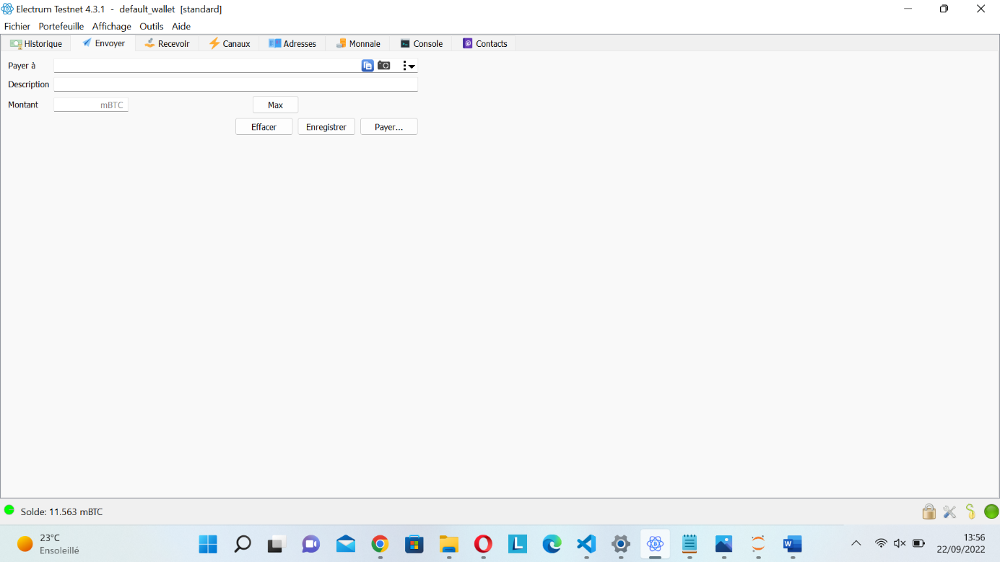 Electrum Testnet 4.3.1 - default_wallet [standard]
Fichier Portefeuille Affichage Outils Aide
Historique Envoyer Recevoir Canaux Adresses Monnaie Console Contacts
Payer à
Description
Montant mBTC Max
Effacer Enregistrer Payer...
Solde: 11.563 mBTC
23°C
Ensoleillé
13:56
22/09/2022